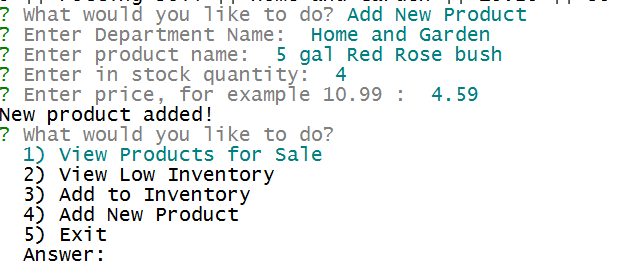 ? What would you like to do? Add New Product
? Enter Department Name:  Home and Garden
? Enter product name:  5 gal Red Rose bush
? Enter in stock quantity:  4
? Enter price, for example 10.99 :  4.59
New product added!
? What would you like to do?
  1) View Products for Sale
  2) View Low Inventory
  3) Add to Inventory
  4) Add New Product
  5) Exit
  Answer: